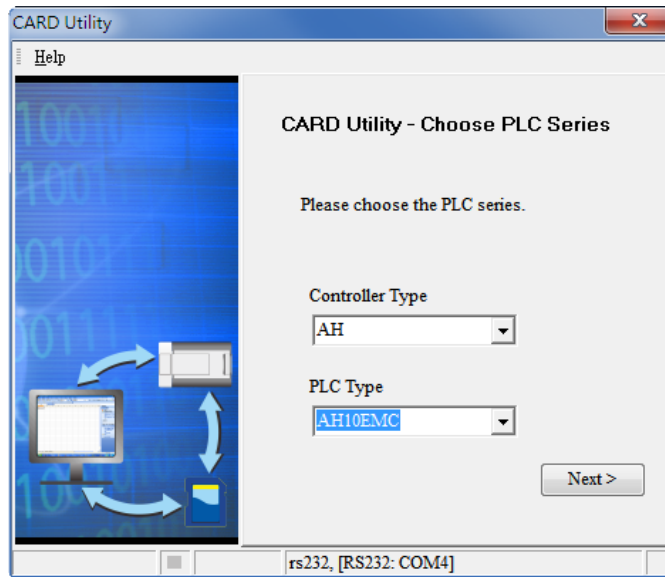 CARD Utility
Help
CARD Utility - Choose PLC Series
Please choose the PLC series.
Controller Type
AH
PLC Type
AH10EMC
Next >
rs232, [RS232: COM4]